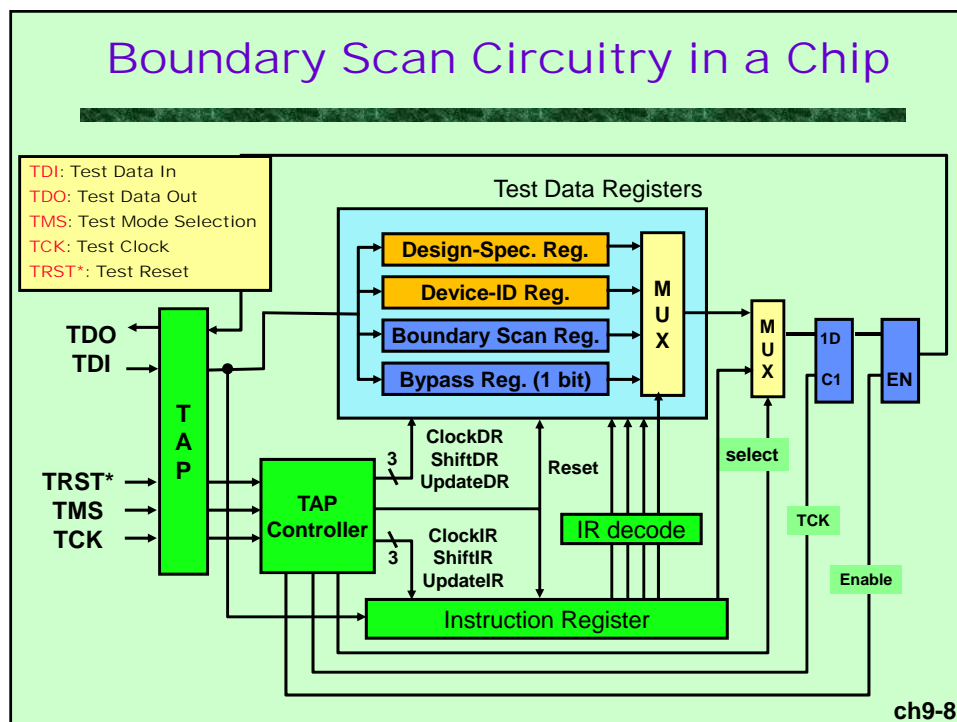 Boundary Scan Circuitry in a Chip
TDI: Test Data In
TDO: Test Data Out
TMS: Test Mode Selection
TCK: Test Clock
TRST*: Test Reset
Test Data Registers
Design-Spec. Reg.
Device-ID Reg.
Boundary Scan Reg.
Bypass Reg. (1 bit)
MUX
MUX
1D
C1
EN
TDO
TDI
TRST*
TMS
TCK
TAP
TAP
Controller
3
ClockDR
ShiftDR
UpdateDR
Reset
3
ClockIR
ShiftIR
UpdateIR
IR decode
select
TCK
Enable
Instruction Register
ch9-8